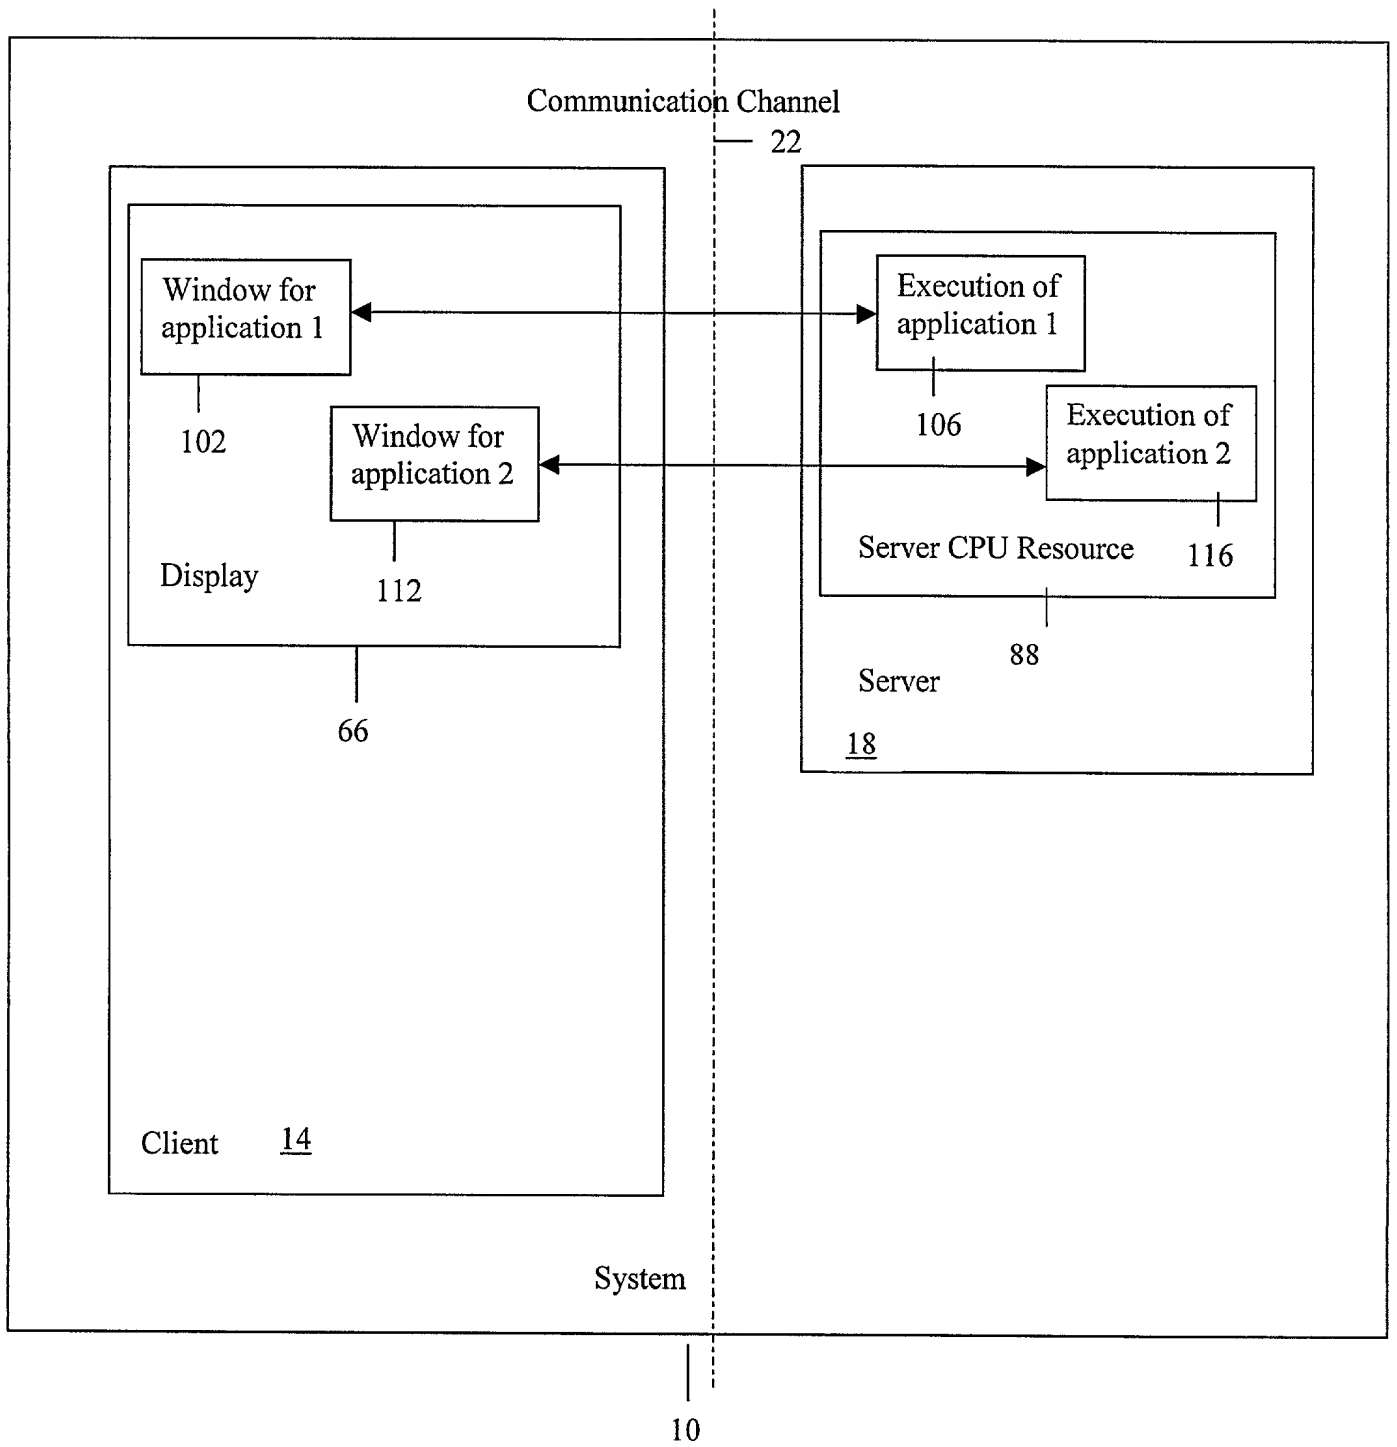 Communication Channel
22
Window for
application 1
102
Window for
application 2
112
Display
66
Client 14
Execution of
application 1
106
Execution of
application 2
116
Server CPU Resource
88
Server
18
System
10